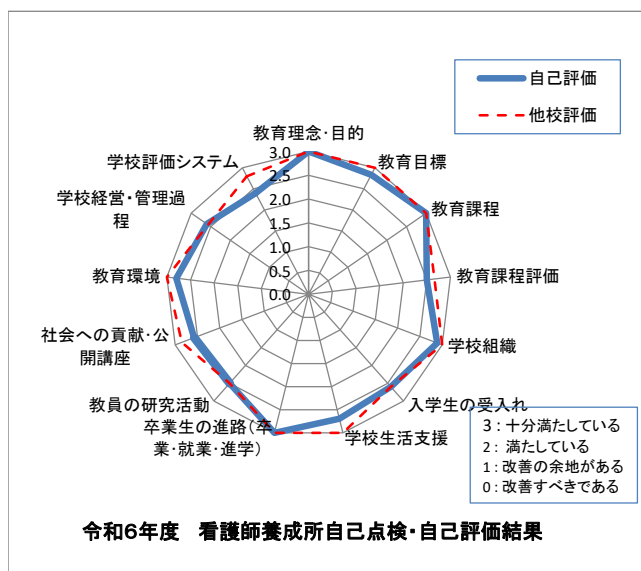 自己評価
他校評価
教育理念・目的
教育目標
教育課程
教育課程評価
学校組織
入学生の受入れ
学校生活支援
卒業生の進路(卒
業・就業・進学)
教員の研究活動
社会への貢献・公
開講座
教育環境
学校経営・管理過
程
学校評価システム
3.0
2.5
2.0
1.5
1.0
0.5
0.0
3:十分満たしている
2: 満たしている
1:改善の余地がある
0:改善すべきである
令和6年度 看護師養成所自己点検・自己評価結果